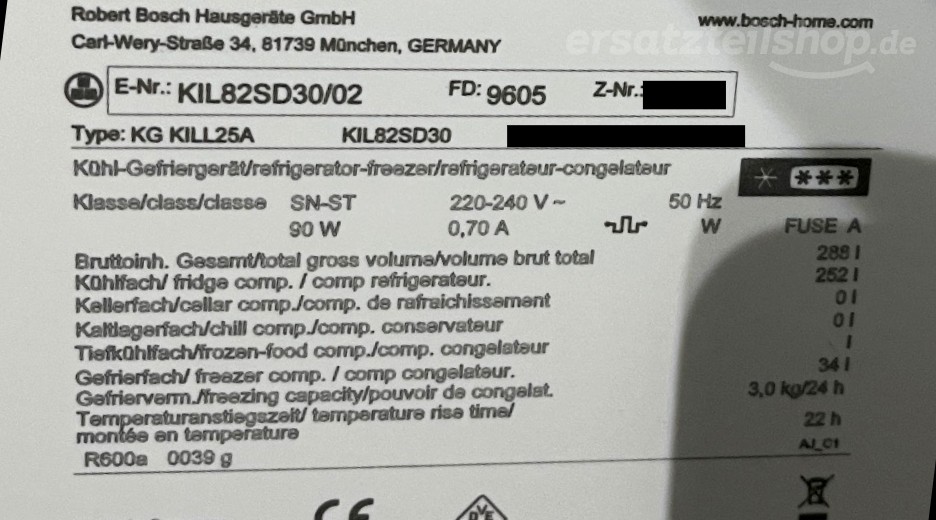 Robert Bosch Hausgeräte GmbH
www.bosch-home.com
Carl-Wery-Straße 34, 81739 München, GERMANY
ersatzteilshop.de
E-Nr.: KIL82SD30/02 FD: 9605 Z-Nr.:
Type: KG KILL25A KIL82SD30
Kühl-Gefriergerät/refrigerator-freezer/refrigerateur-congelateur
Klasse/class/classe SN-ST 220-240 V ~ 50 Hz
90 W 0,70 A W FUSE A
Bruttoinh. Gesamt/total gross volume/volume brut total 288 l
Kühlfach/ fridge comp. / comp refrigerateur. 252 l
Kellerfach/cellar comp./comp. de rafraichissement 0 l
Kaltlagerfach/chill comp./comp. conservateur 0 l
Tiefkühlfach/frozen-food comp./comp. congelateur l
Gefrierfach/ freezer comp. / comp congelateur. 34 l
Gefrierverm./freezing capacity/pouvoir de congelat. 3,0 kg/24 h
Temperaturanstiegszeit/ temperature rise time/
montée en temperature 22 h
AJ_C1
R600a 0039 g
CE
DVE